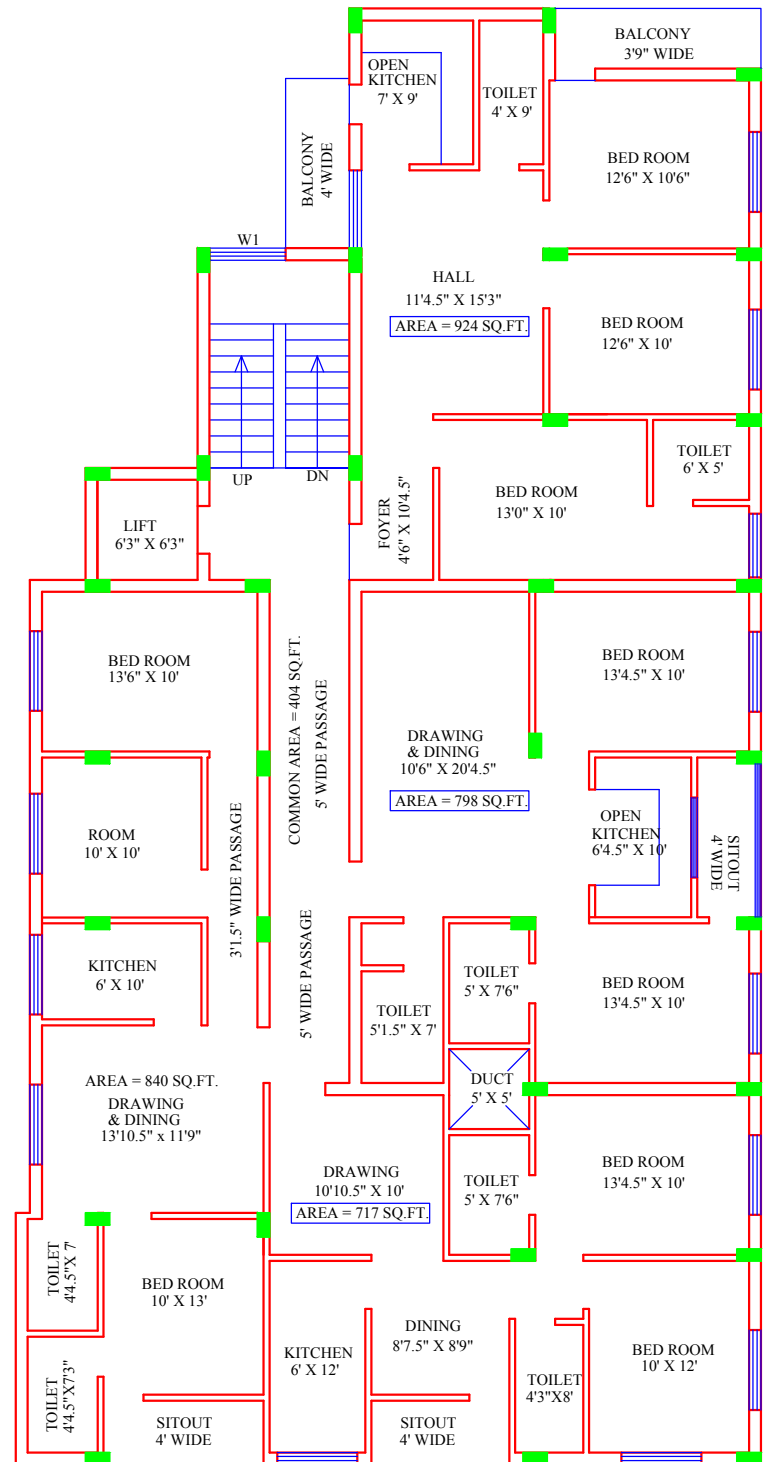 BALCONY
3'9" WIDE
OPEN
KITCHEN
7' X 9'
TOILET
4' X 9'
BED ROOM
12'6" X 10'6"
BALCONY
4' WIDE
W1
HALL
11'4.5" X 15'3"
AREA = 924 SQ.FT.
BED ROOM
12'6" X 10'
UP
DN
TOILET
6' X 5'
BED ROOM
13'0" X 10'
FOYER
4'6" X 10'4.5"
LIFT
6'3" X 6'3"
BED ROOM
13'6" X 10'
COMMON AREA = 404 SQ.FT.
5' WIDE PASSAGE
BED ROOM
13'4.5" X 10'
DRAWING
& DINING
10'6" X 20'4.5"
AREA = 798 SQ.FT.
ROOM
10' X 10'
3'1.5" WIDE PASSAGE
OPEN
KITCHEN
6'4.5" X 10'
SITOUT
4' WIDE
KITCHEN
6' X 10'
5' WIDE PASSAGE
TOILET
5' X 7'6"
TOILET
5'1.5" X 7'
BED ROOM
13'4.5" X 10'
AREA = 840 SQ.FT.
DRAWING
& DINING
13'10.5" x 11'9"
DUCT
5' X 5'
DRAWING
10'10.5" X 10'
AREA = 717 SQ.FT.
TOILET
5' X 7'6"
BED ROOM
13'4.5" X 10'
TOILET
4'4.5"X 7'
BED ROOM
10' X 13'
DINING
8'7.5" X 8'9"
KITCHEN
6' X 12'
TOILET
4'3"X8'
BED ROOM
10' X 12'
TOILET
4'4.5"X7'3"
SITOUT
4' WIDE
SITOUT
4' WIDE